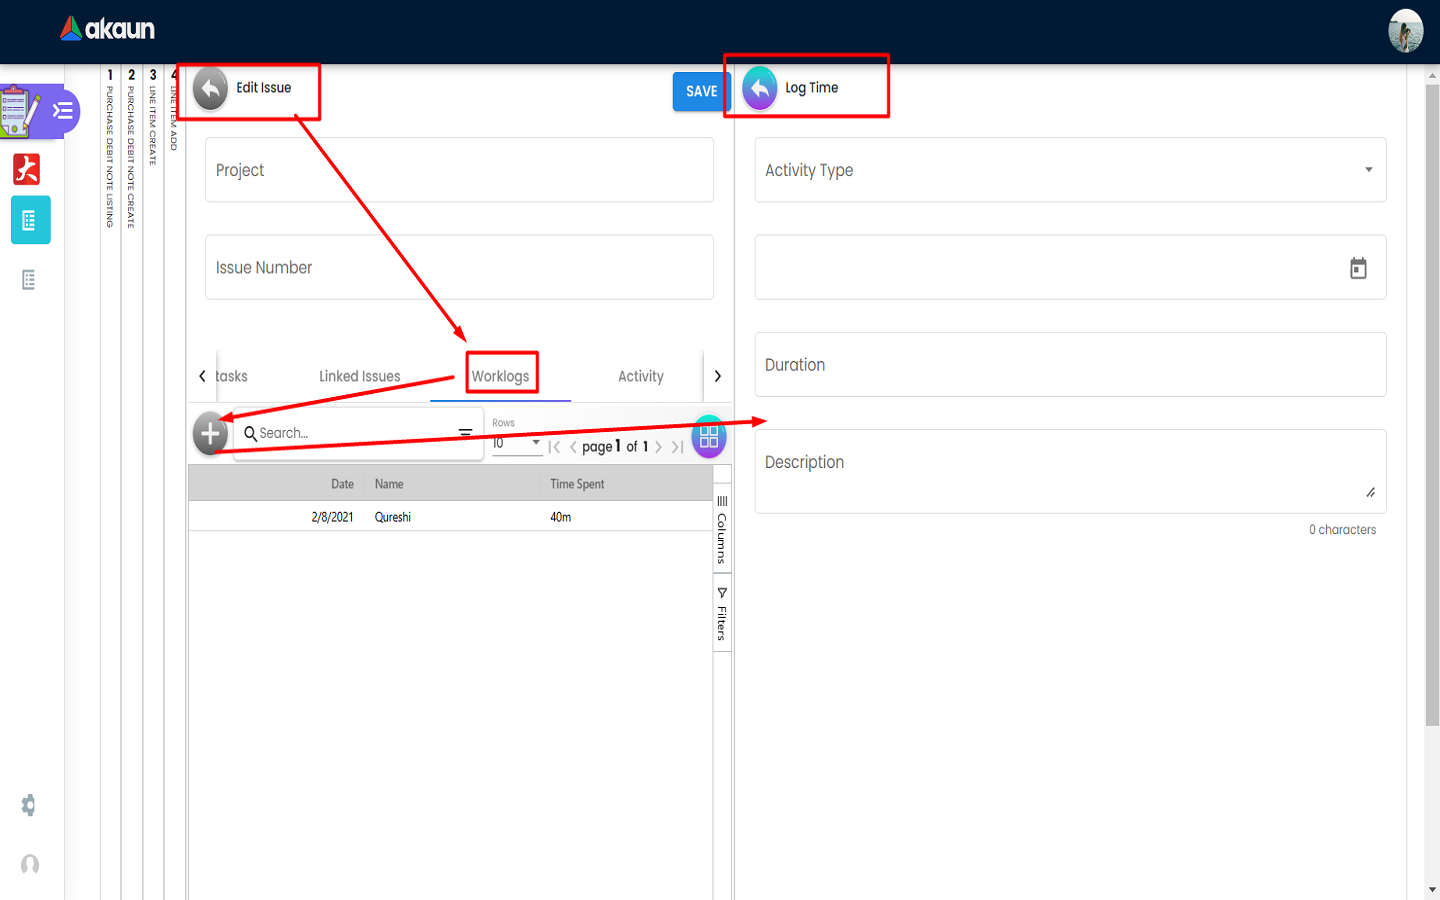 akaun
1 PURCHASE DEBIT NOTE LISTING
2 PURCHASE DEBIT NOTE CREATE
3 LINE ITEM CREATE
4 LINE ITEM ADD
Edit Issue
SAVE
Project
Issue Number
tasks
Linked Issues
Worklogs
Activity
Search...
Rows
10
page 1 of 1
Date Name Time Spent
2/8/2021 Qureshi 40m
Columns
Filters
Log Time
Activity Type
Duration
Description
0 characters